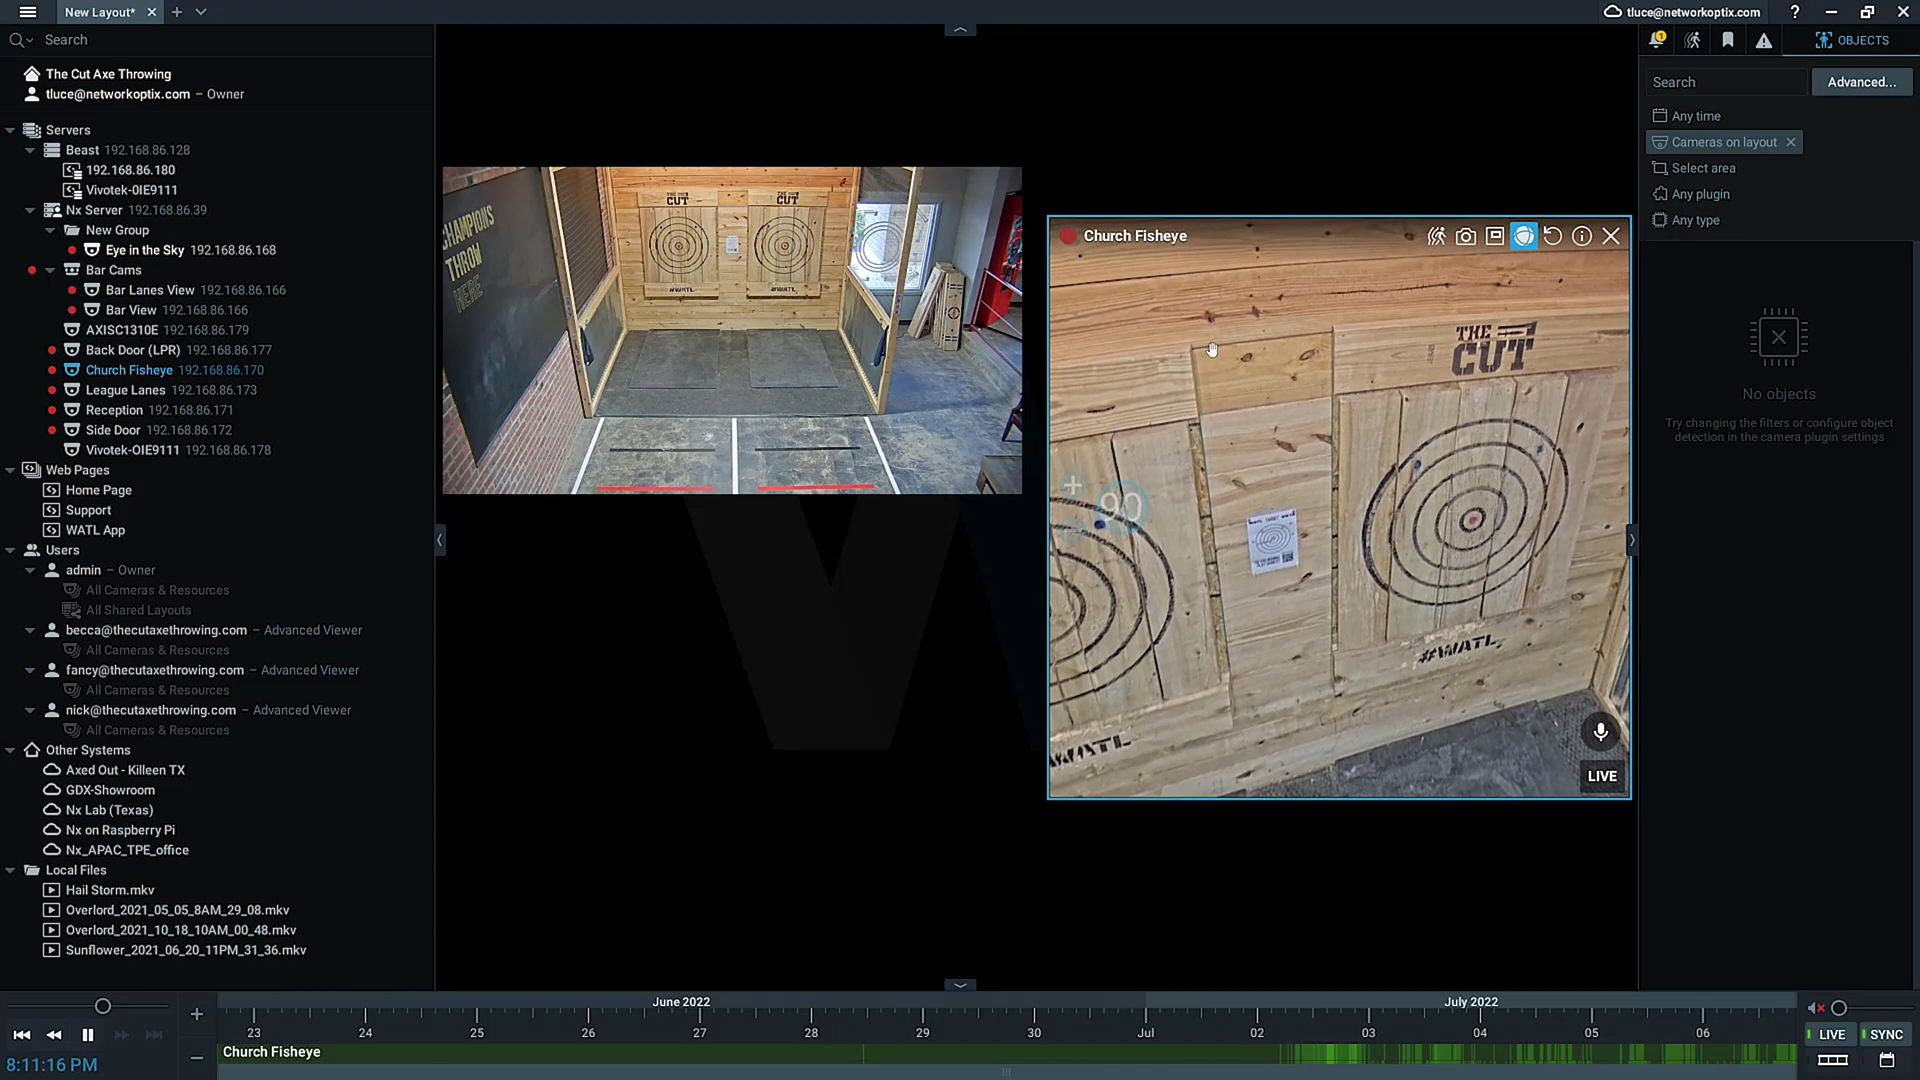 New Layout*
tluce@networkoptix.com
Search
The Cut Axe Throwing
tluce@networkoptix.com – Owner
Servers
Beast 192.168.86.128
192.168.86.180
Vivotek-0IE9111
Nx Server 192.168.86.39
New Group
Eye in the Sky 192.168.86.168
Bar Cams
Bar Lanes View 192.168.86.166
Bar View 192.168.86.166
AXISC1310E 192.168.86.179
Back Door (LPR) 192.168.86.177
Church Fisheye 192.168.86.170
League Lanes 192.168.86.173
Reception 192.168.86.171
Side Door 192.168.86.172
Vivotek-OIE9111 192.168.86.178
Web Pages
Home Page
Support
WATL App
Users
admin – Owner
All Cameras & Resources
All Shared Layouts
becca@thecutaxethrowing.com – Advanced Viewer
All Cameras & Resources
fancy@thecutaxethrowing.com – Advanced Viewer
All Cameras & Resources
nick@thecutaxethrowing.com – Advanced Viewer
All Cameras & Resources
Other Systems
Axed Out - Killeen TX
GDX-Showroom
Nx Lab (Texas)
Nx on Raspberry Pi
Nx_APAC_TPE_office
Local Files
Hail Storm.mkv
Overlord_2021_05_05_8AM_29_08.mkv
Overlord_2021_10_18_10AM_00_48.mkv
Sunflower_2021_06_20_11PM_31_36.mkv
CHAMPIONS
THROW
HERE
THE
CUT
THE
CUT
#WATL
#WATL
Church Fisheye
THE
CUT
90
#WATL
#WATL
LIVE
OBJECTS
Search
Advanced...
Any time
Cameras on layout
Select area
Any plugin
Any type
No objects
Try changing the filters or configure object
detection in the camera plugin settings
June 2022
July 2022
23 24 25 26 27 28 29 30 Jul 02 03 04 05 06
Church Fisheye
8:11:16 PM
LIVE
SYNC